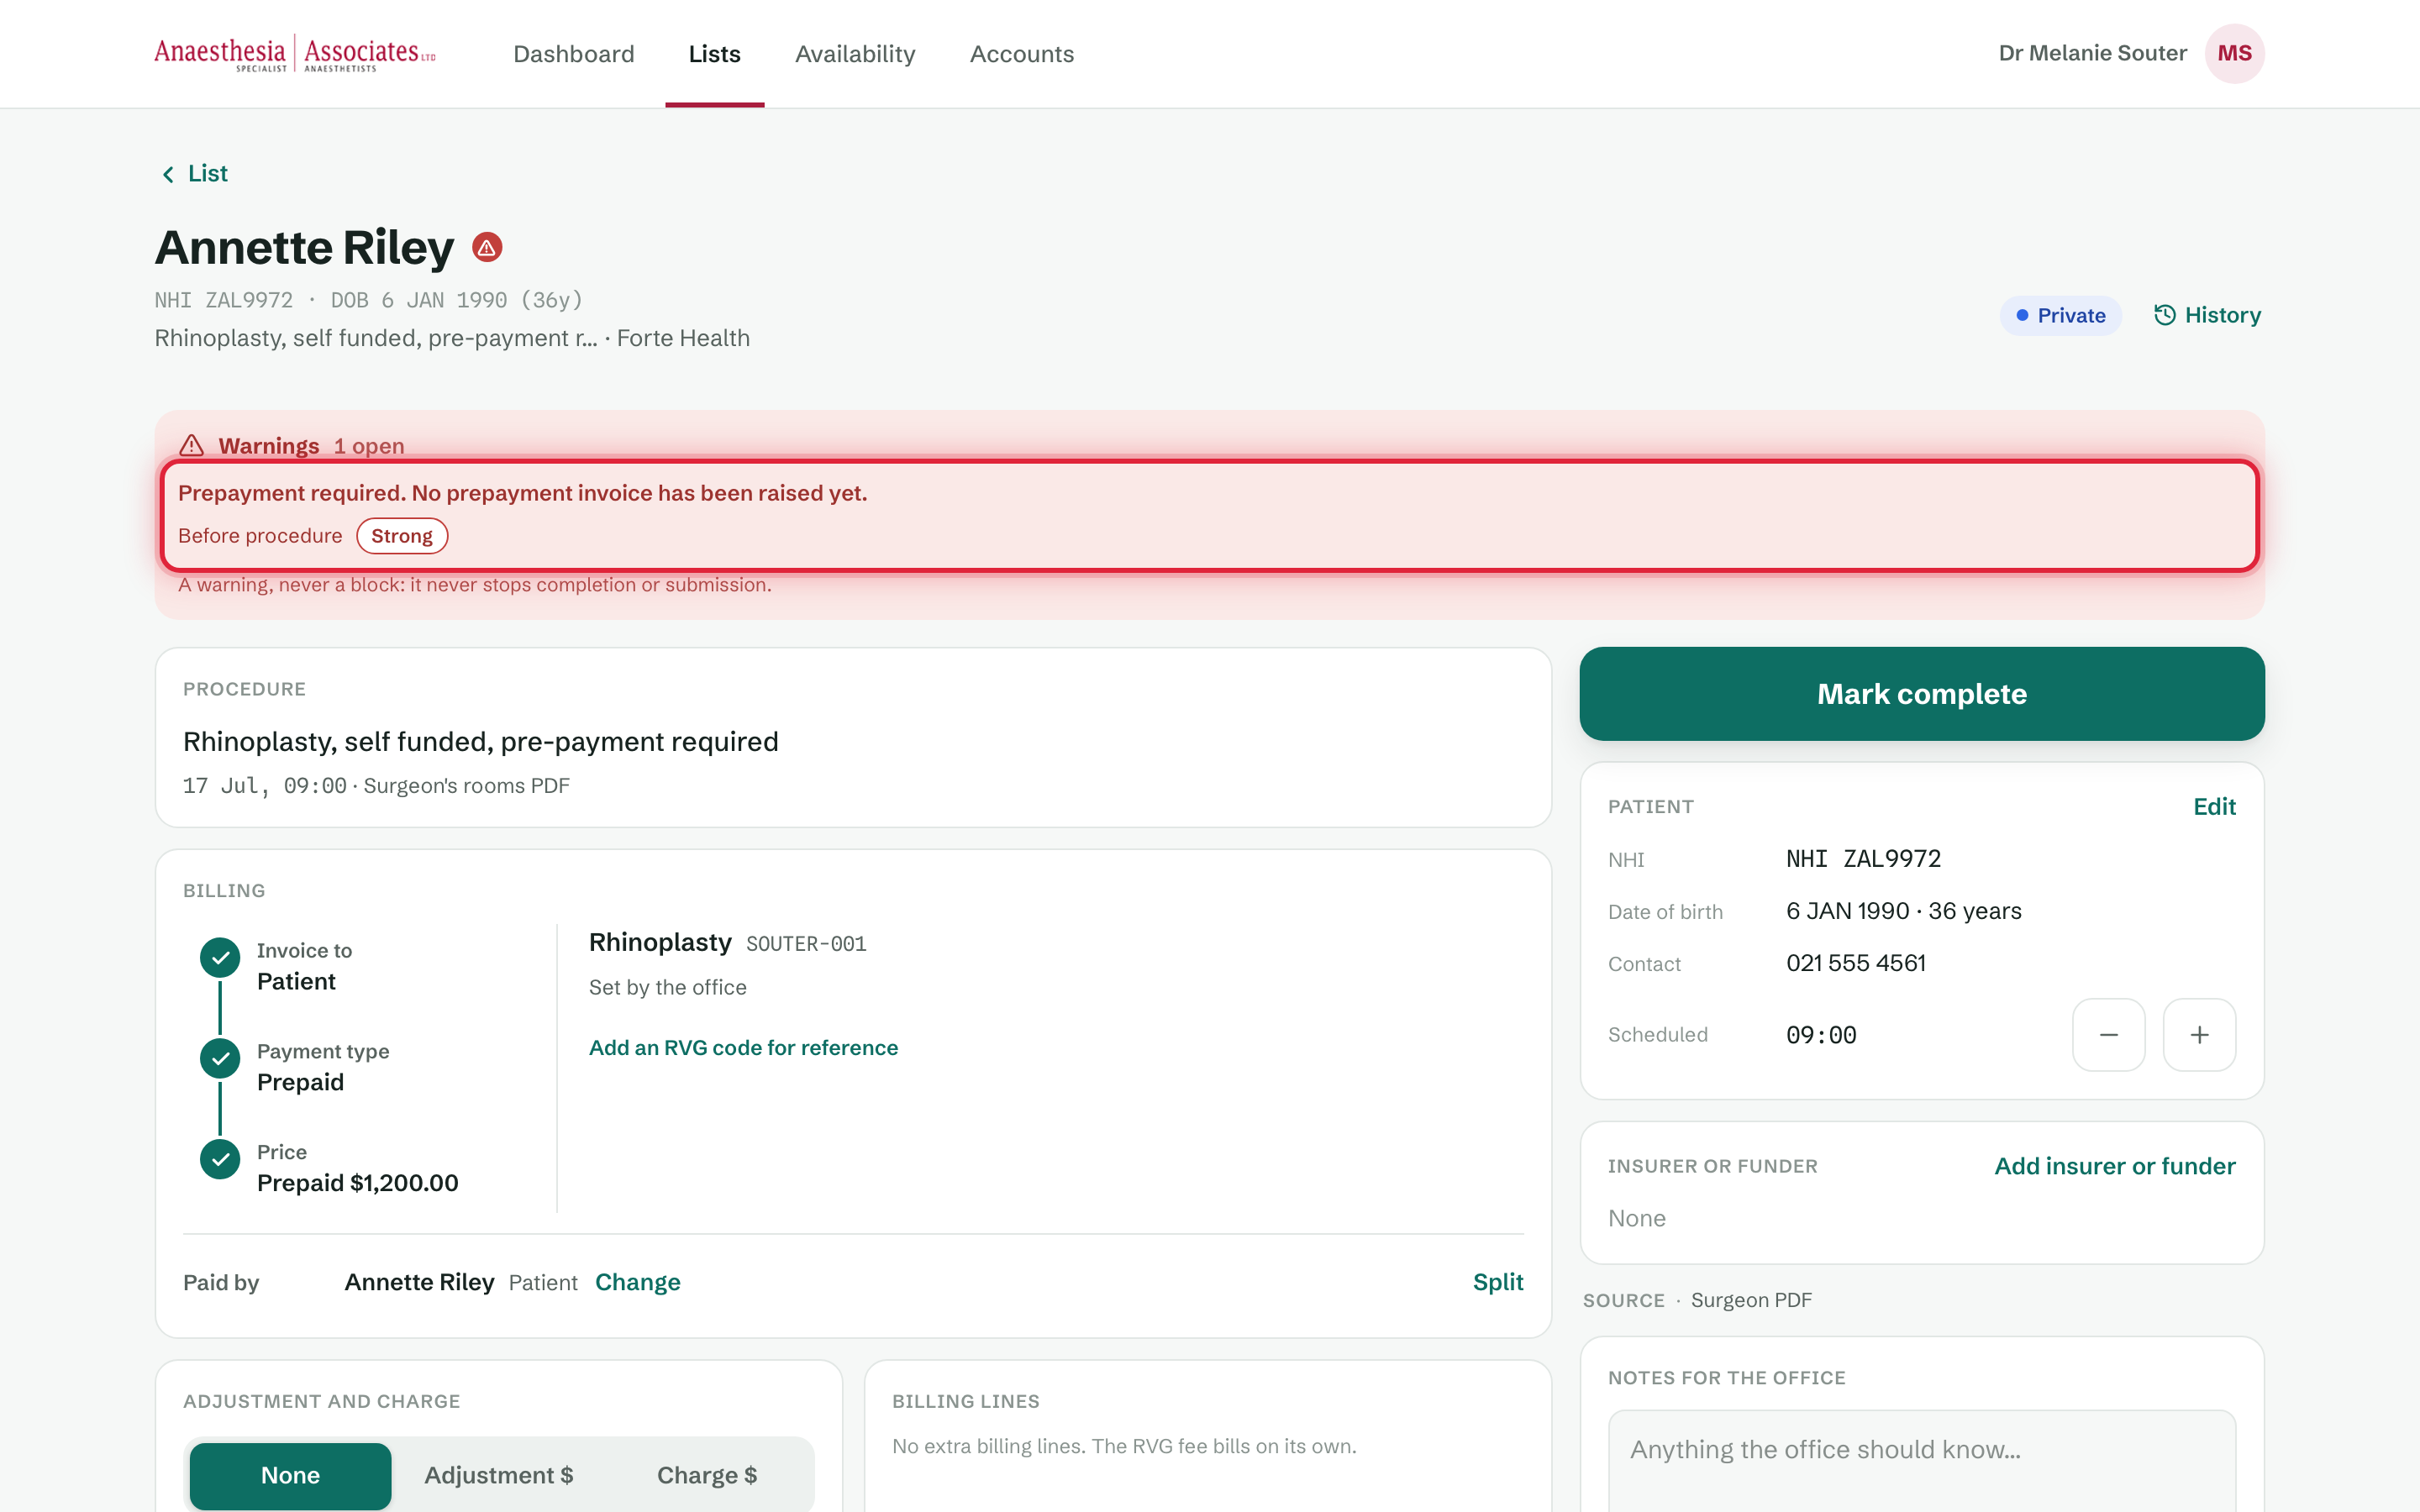 Anaesthesia | Associates LTD
SPECIALIST ANAESTHETISTS
Dashboard
Lists
Availability
Accounts
Dr Melanie Souter
MS
List
Annette Riley
NHI ZAL9972 · DOB 6 JAN 1990 (36y)
Rhinoplasty, self funded, pre-payment r... · Forte Health
Private
History
Warnings 1 open
Prepayment required. No prepayment invoice has been raised yet.
Before procedure Strong
A warning, never a block: it never stops completion or submission.
PROCEDURE
Rhinoplasty, self funded, pre-payment required
17 Jul, 09:00 · Surgeon's rooms PDF
BILLING
Invoice to
Patient
Payment type
Prepaid
Price
Prepaid $1,200.00
Rhinoplasty SOUTER-001
Set by the office
Add an RVG code for reference
Paid by Annette Riley Patient Change Split
ADJUSTMENT AND CHARGE
None Adjustment $ Charge $
BILLING LINES
No extra billing lines. The RVG fee bills on its own.
Mark complete
PATIENT Edit
NHI NHI ZAL9972
Date of birth 6 JAN 1990 · 36 years
Contact 021 555 4561
Scheduled 09:00 − +
INSURER OR FUNDER Add insurer or funder
None
SOURCE · Surgeon PDF
NOTES FOR THE OFFICE
Anything the office should know...